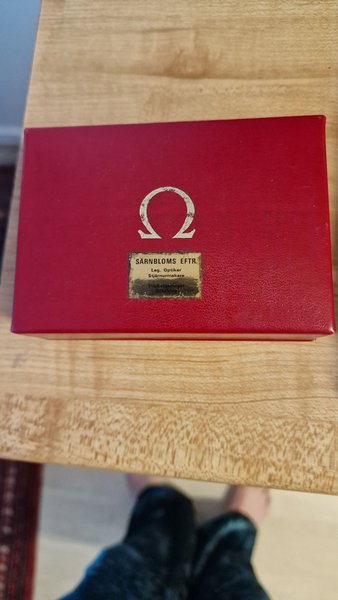 Ω
SÄRNBLOMS EFTR.
Leg. Optiker
Stjärnurmakare